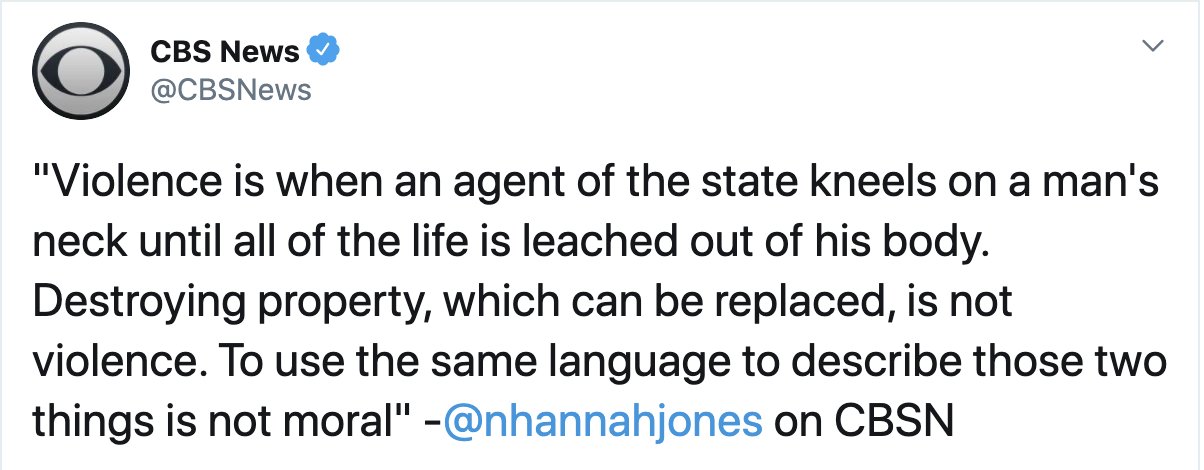 CBS News
@CBSNews
"Violence is when an agent of the state kneels on a man's
neck until all of the life is leached out of his body.
Destroying property, which can be replaced, is not
violence. To use the same language to describe those two
things is not moral" -@nhannahjones on CBSN